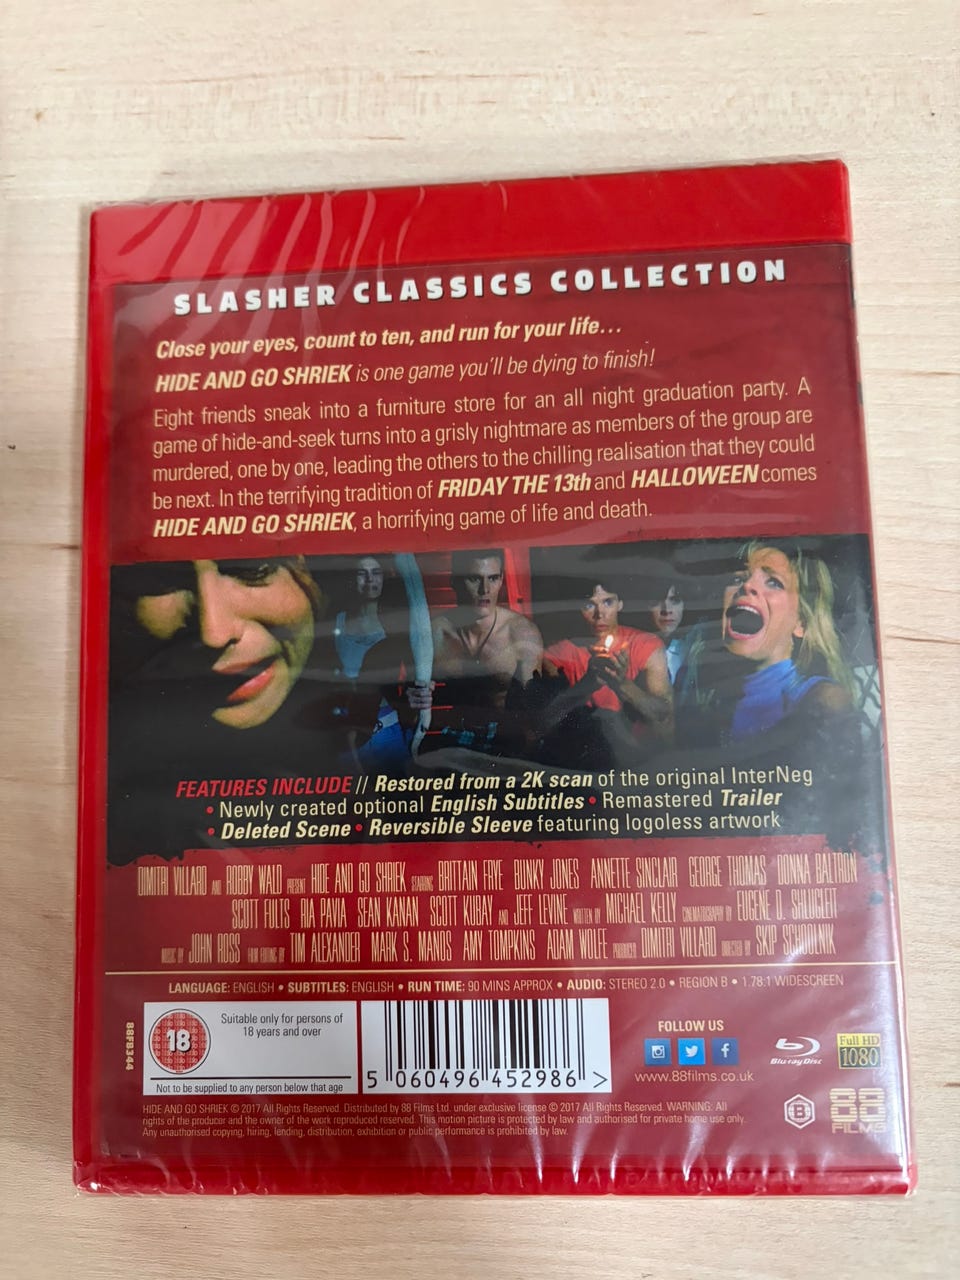 SLASHER CLASSICS COLLECTION
Close your eyes, count to ten, and run for your life...
HIDE AND GO SHRIEK is one game you'll be dying to finish!
Eight friends sneak into a furniture store for an all night graduation party. A
game of hide-and-seek turns into a grisly nightmare as members of the group are
murdered, one by one, leading the others to the chilling realisation that they could
be next. In the terrifying tradition of FRIDAY THE 13th and HALLOWEEN comes
HIDE AND GO SHRIEK, a horrifying game of life and death.
FEATURES INCLUDE // Restored from a 2K scan of the original InterNeg
• Newly created optional English Subtitles • Remastered Trailer
• Deleted Scene • Reversible Sleeve featuring logoless artwork
DIMITRI VILLARD AND ROBBY WALD PRESENT HIDE AND GO SHRIEK STARRING BRITTAIN FRYE BUNKY JONES ANNETTE SINCLAIR GEORGE THOMAS DONNA BALTRON
SCOTT FULTS RIA PAVIA SEAN KANAN SCOTT KUBAY AND JEFF LEVINE WRITTEN BY MICHAEL KELLY CINEMATOGRAPHY BY EUGENE D. SHLUGLEIT
MUSIC BY JOHN ROSS FILM EDITING BY TIM ALEXANDER MARK S. MANOS AMY TOMPKINS ADAM WOLFE PRODUCER DIMITRI VILLARD DIRECTED BY SKIP SCHOOLNIK
LANGUAGE: ENGLISH • SUBTITLES: ENGLISH • RUN TIME: 90 MINS APPROX • AUDIO: STEREO 2.0 • REGION B • 1.78:1 WIDESCREEN
88FB344
18
Suitable only for persons of
18 years and over
Not to be supplied to any person below that age
5 060496 452986 >
FOLLOW US
www.88films.co.uk
Blu-ray Disc
Full HD
1080
B
88
FILMS
HIDE AND GO SHRIEK © 2017 All Rights Reserved. Distributed by 88 Films Ltd. under exclusive license © 2017 All Rights Reserved. WARNING: All
rights of the producer and the owner of the work reproduced reserved. This motion picture is protected by law and authorised for private home use only.
Any unauthorised copying, hiring, lending, distribution, exhibition or public performance is prohibited by law.